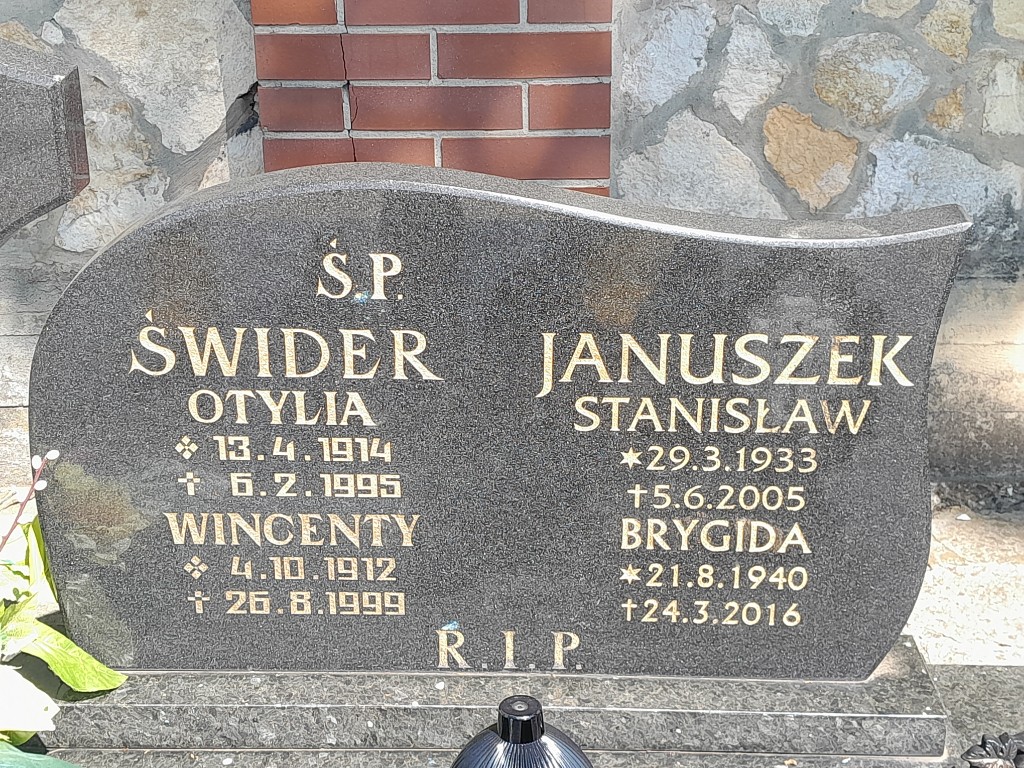 Ś.P.
ŚWIDER
OTYLIA
13.4.1914
† 6.2.1995
WINCENTY
4.10.1912
† 26.8.1999
JANUSZEK
STANISŁAW
★29.3.1933
†5.6.2005
BRYGIDA
★21.8.1940
†24.3.2016
R.I.P.